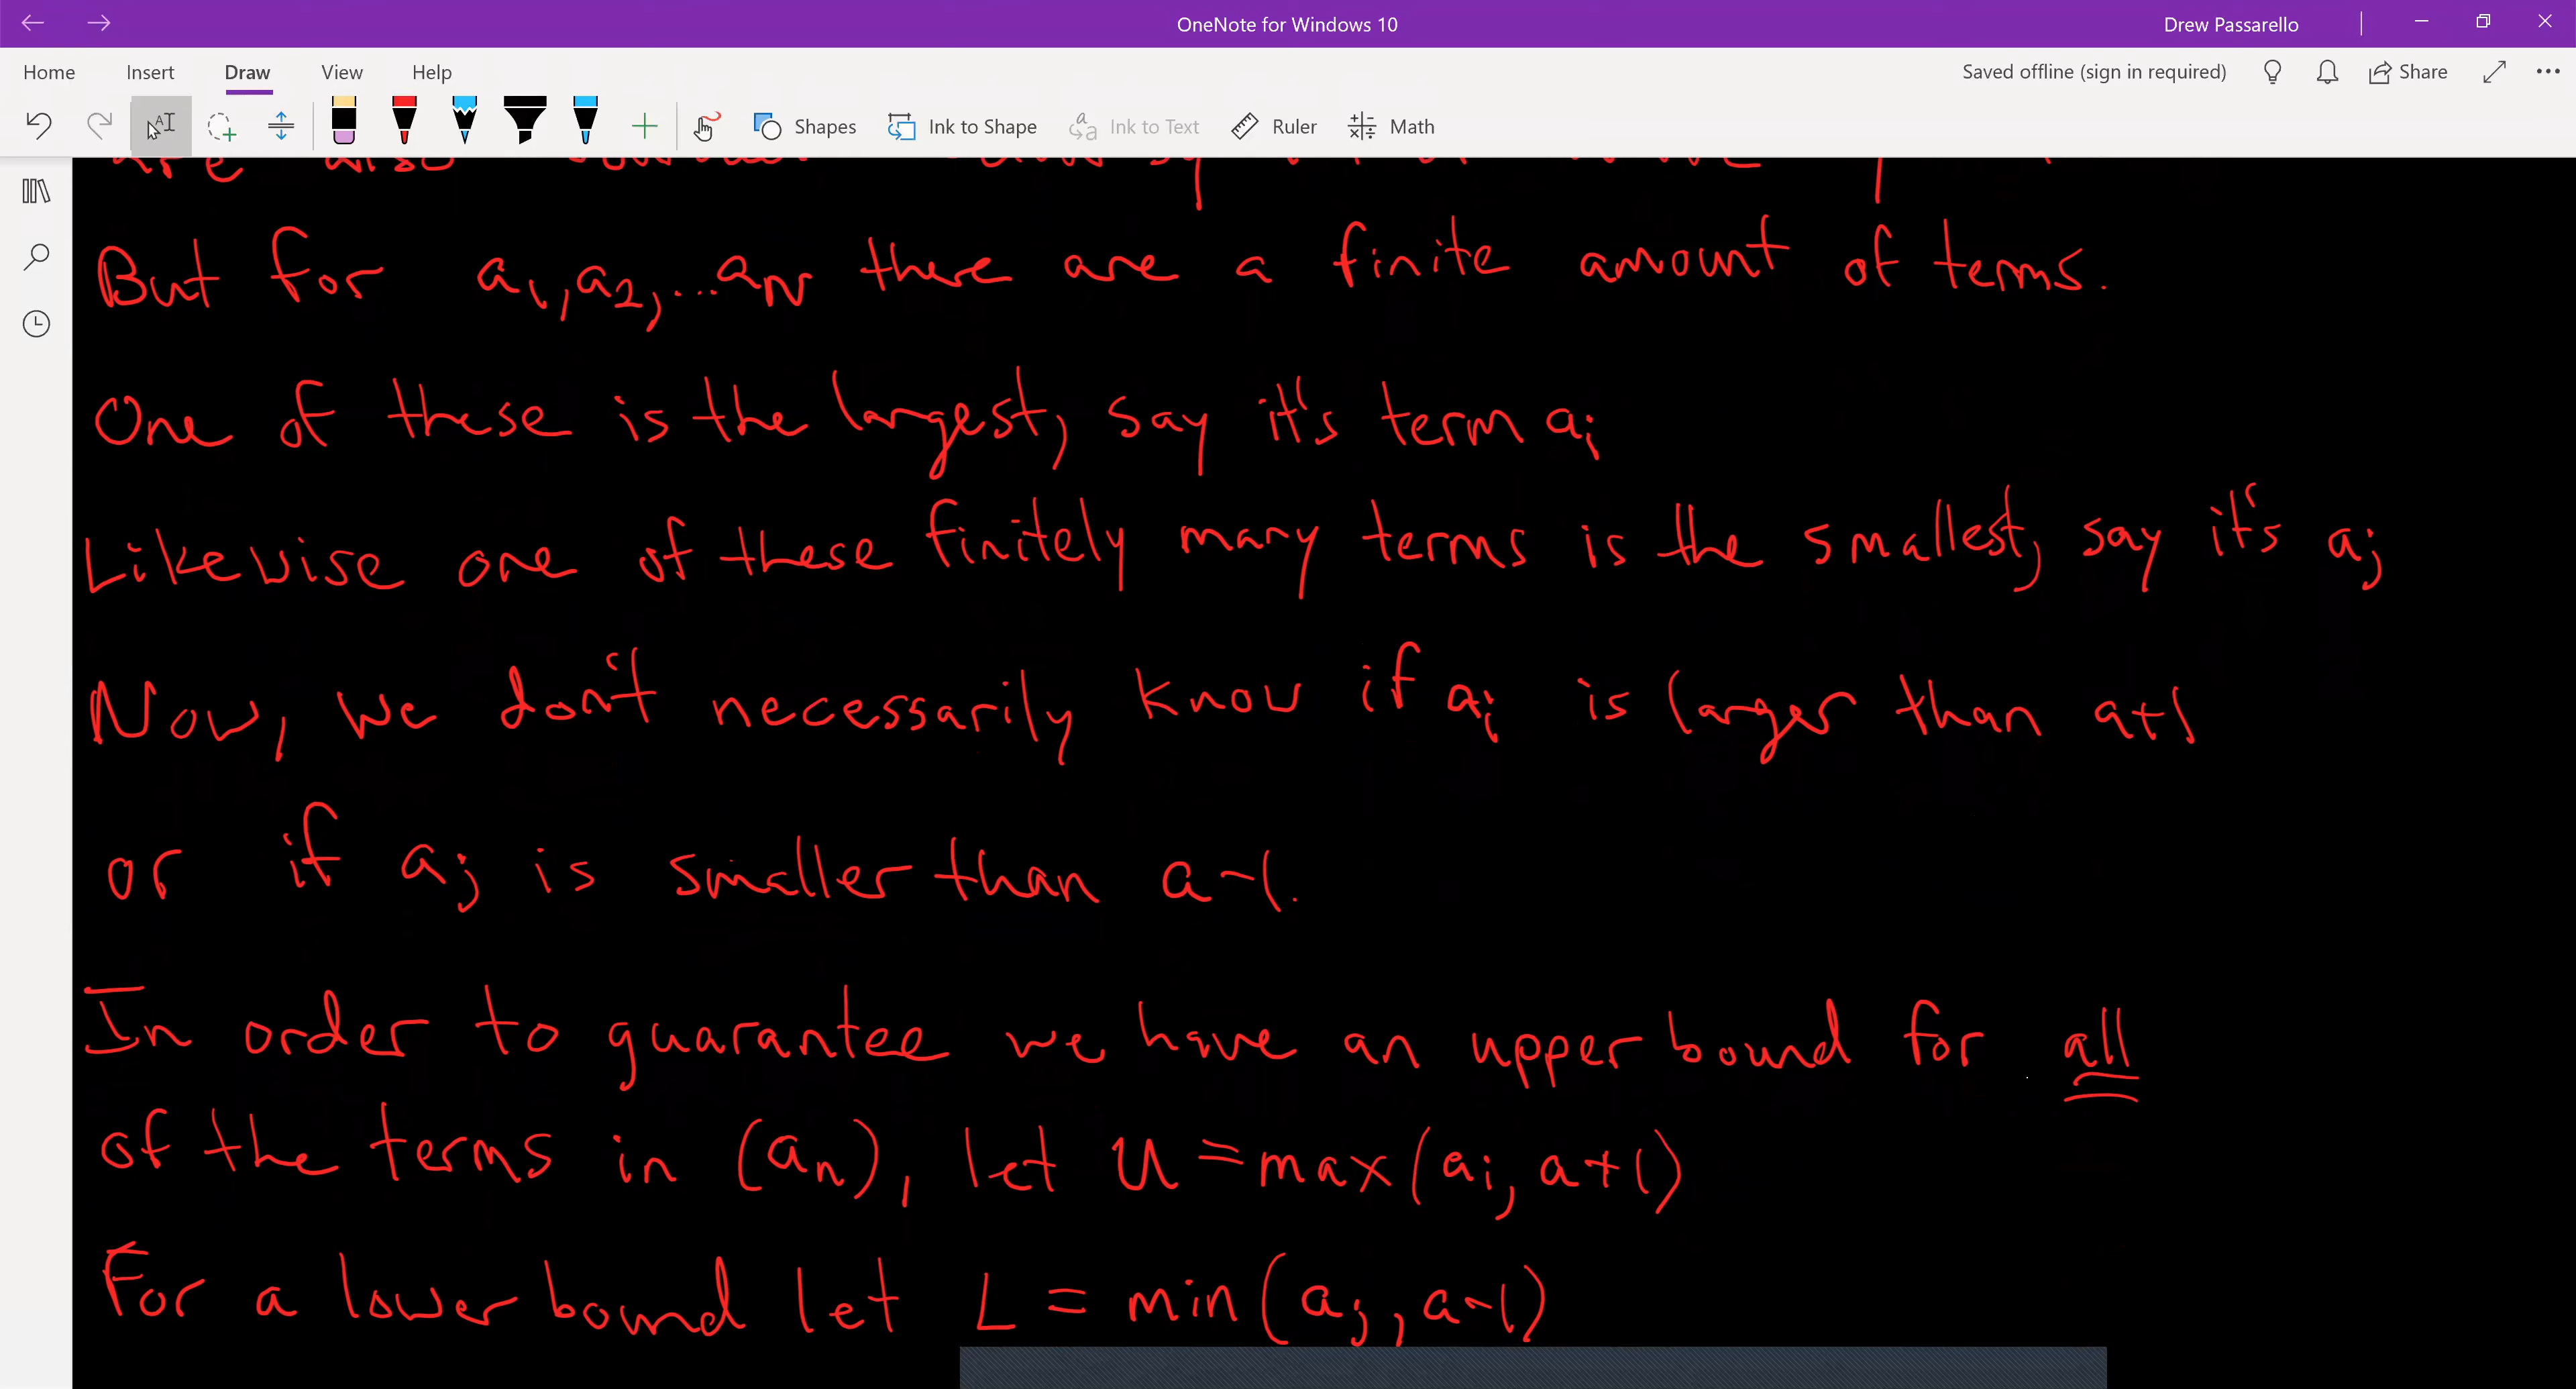 OneNote for Windows 10
Drew Passarello
Home Insert Draw View Help
Saved offline (sign in required) Share
Shapes Ink to Shape Ink to Text Ruler Math
are also
But for a₁, a₂, ... a_N there are a finite amount of terms.
One of these is the largest, say it's term aᵢ
Likewise one of these finitely many terms is the smallest, say it's aⱼ
Now, we don't necessarily know if aᵢ is larger than a+1
or if aⱼ is smaller than a-1.
In order to guarantee we have an upper bound for all
of the terms in (aₙ), let U = max(aᵢ, a+1)
For a lower bound let L = min(aⱼ, a-1)